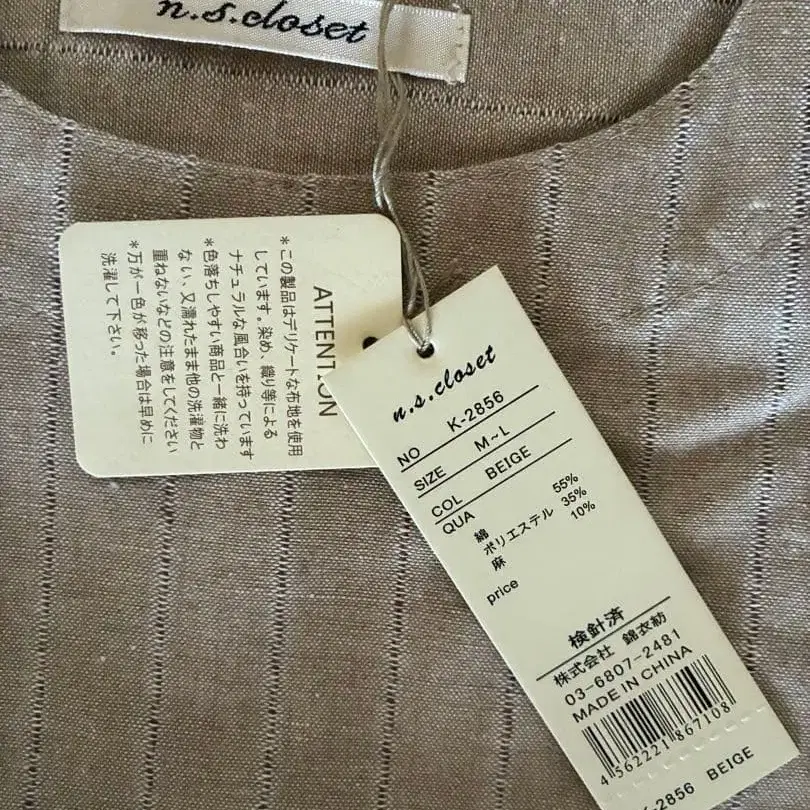 n.s.closet
ATTENTION
*この製品はデリケートな布地を使用
しています。染め、織り等による
ナチュラルな風合いを持っています
*色落ちしやすい商品と一緒に洗わ
ない、又濡れたまま他の洗濯物と
重ねないなどの注意をしてください
*万が一色が移った場合は早めに
洗濯して下さい。
n.s.closet
NO K-2856
SIZE M~L
COL BEIGE
QUA
綿 55%
ポリエステル 35%
麻 10%
price
検針済
株式会社 錦衣紡
03-6807-2481
MADE IN CHINA
4 562221 867108
K-2856 BEIGE